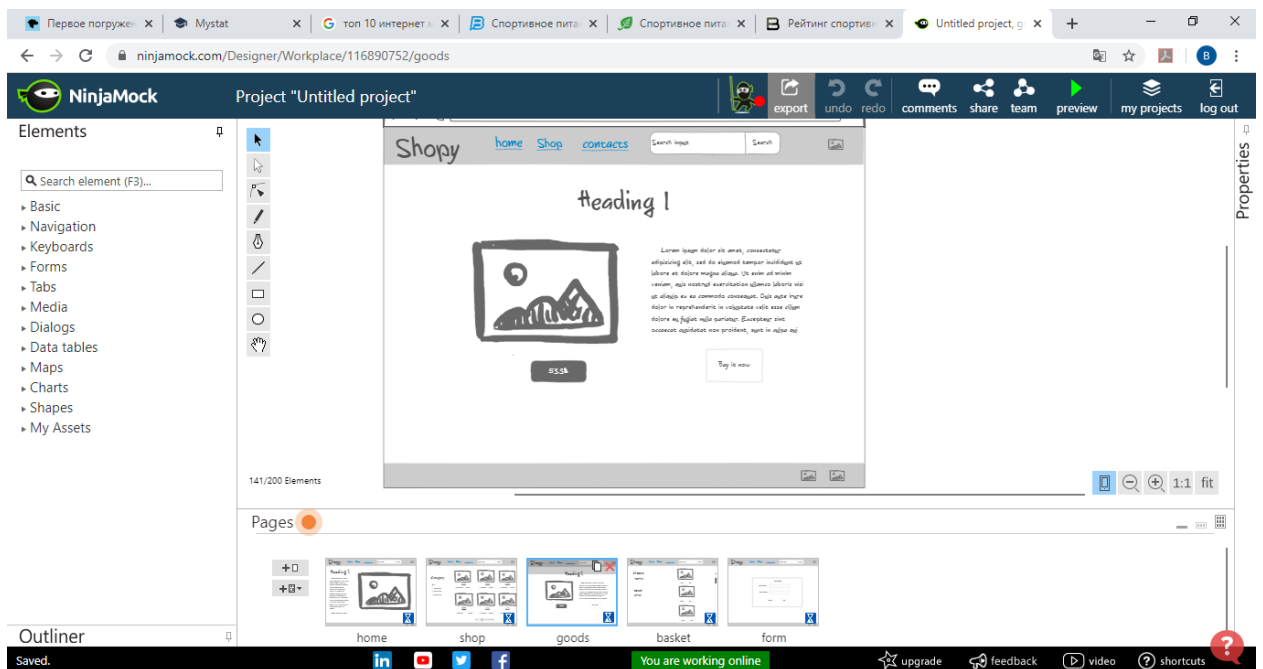 Первое погружен
Mystat
топ 10 интернет м
Спортивное пита
Спортивное пита
Рейтинг спортивн
Untitled project, g
ninjamock.com/Designer/Workplace/116890752/goods
B
NinjaMock
Project "Untitled project"
export
undo
redo
comments
share
team
preview
my projects
log out
Elements
Search element (F3)...
Basic
Navigation
Keyboards
Forms
Tabs
Media
Dialogs
Data tables
Maps
Charts
Shapes
My Assets
Outliner
Properties
Shopy
home
Shop
contacts
Search input
Search
Heading 1
Lorem ipsum dolor sit amet, consectetur
adipisicing elit, sed do eiusmod tempor incididunt ut
labore et dolore magna aliqua. Ut enim ad minim
veniam, quis nostrud exercitation ullamco laboris nisi
ut aliquip ex ea commodo consequat. Duis aute irure
dolor in reprehenderit in voluptate velit esse cillum
dolore eu fugiat nulla pariatur. Excepteur sint
occaecat cupidatat non proident, sunt in culpa qui
53.5$
Buy is now
141/200 Elements
1:1
fit
Pages
home
shop
goods
basket
form
Saved.
You are working online
upgrade
feedback
video
shortcuts